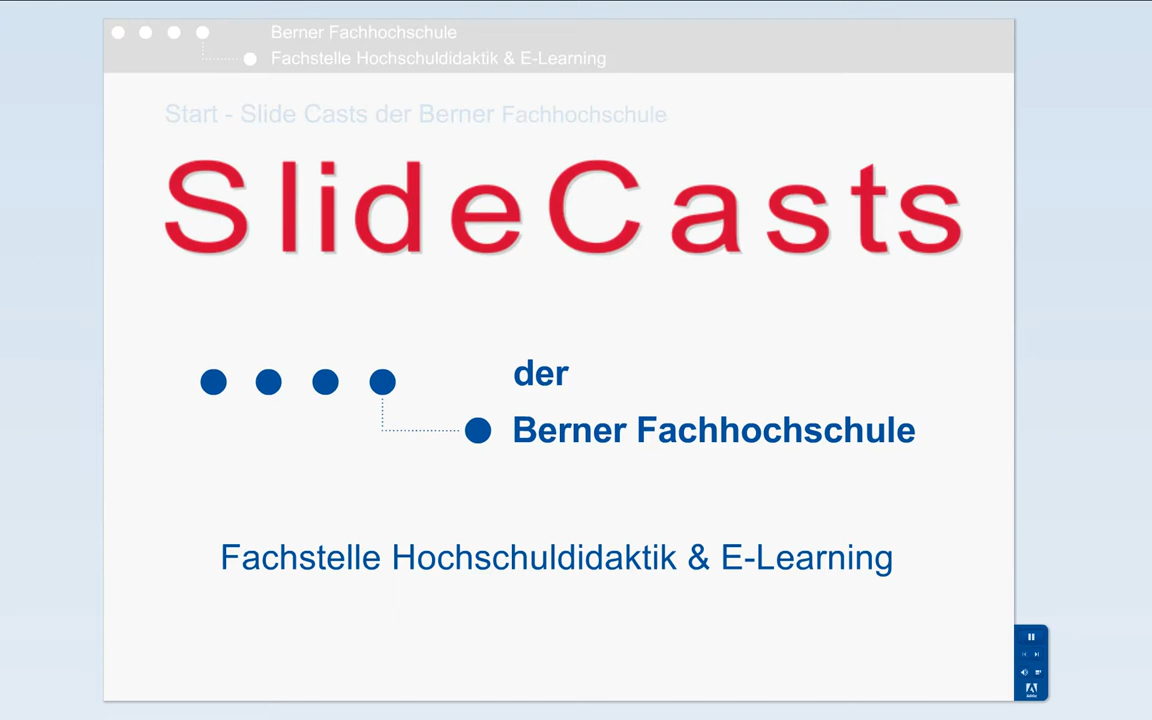 Berner Fachhochschule
Fachstelle Hochschuldidaktik & E-Learning
Start - Slide Casts der Berner Fachhochschule
SlideCasts
der
Berner Fachhochschule
Fachstelle Hochschuldidaktik & E-Learning